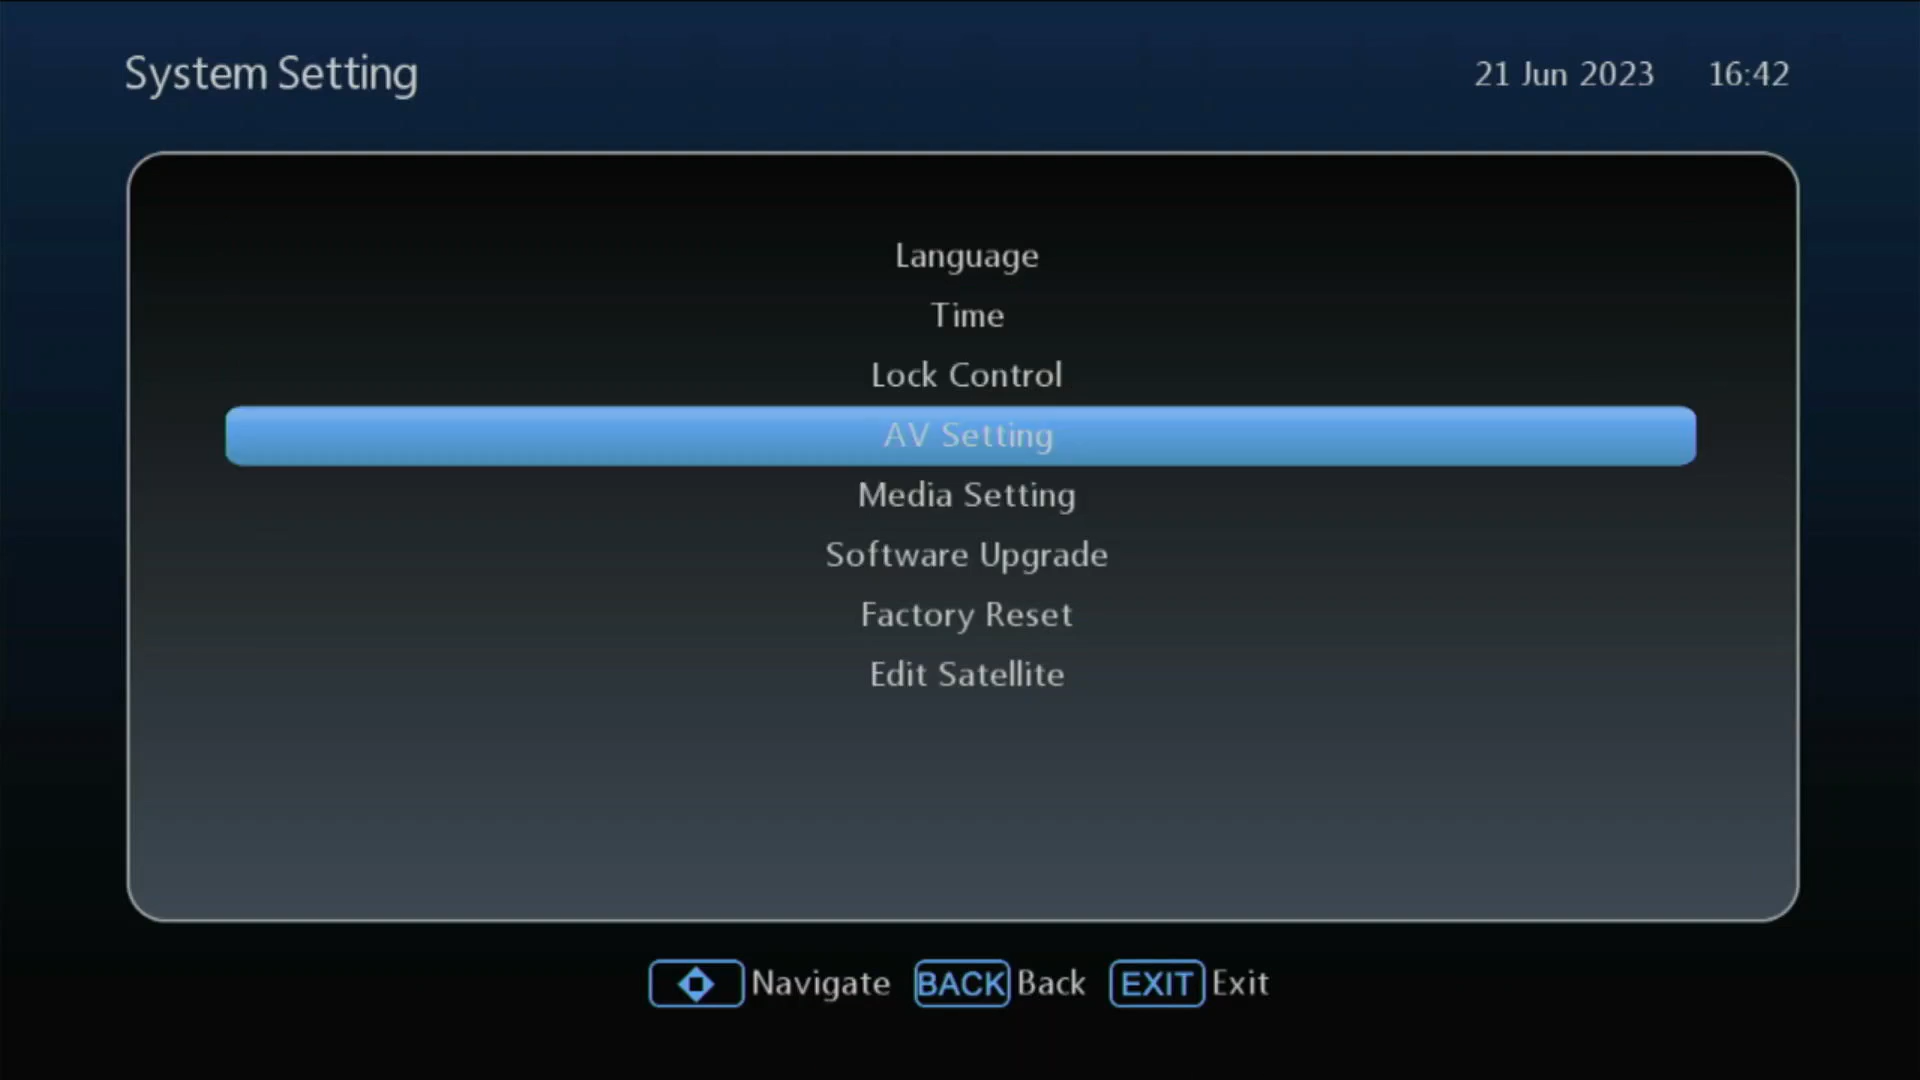 System Setting
21 Jun 2023 16:42
Language
Time
Lock Control
AV Setting
Media Setting
Software Upgrade
Factory Reset
Edit Satellite
Navigate BACK Back EXIT Exit